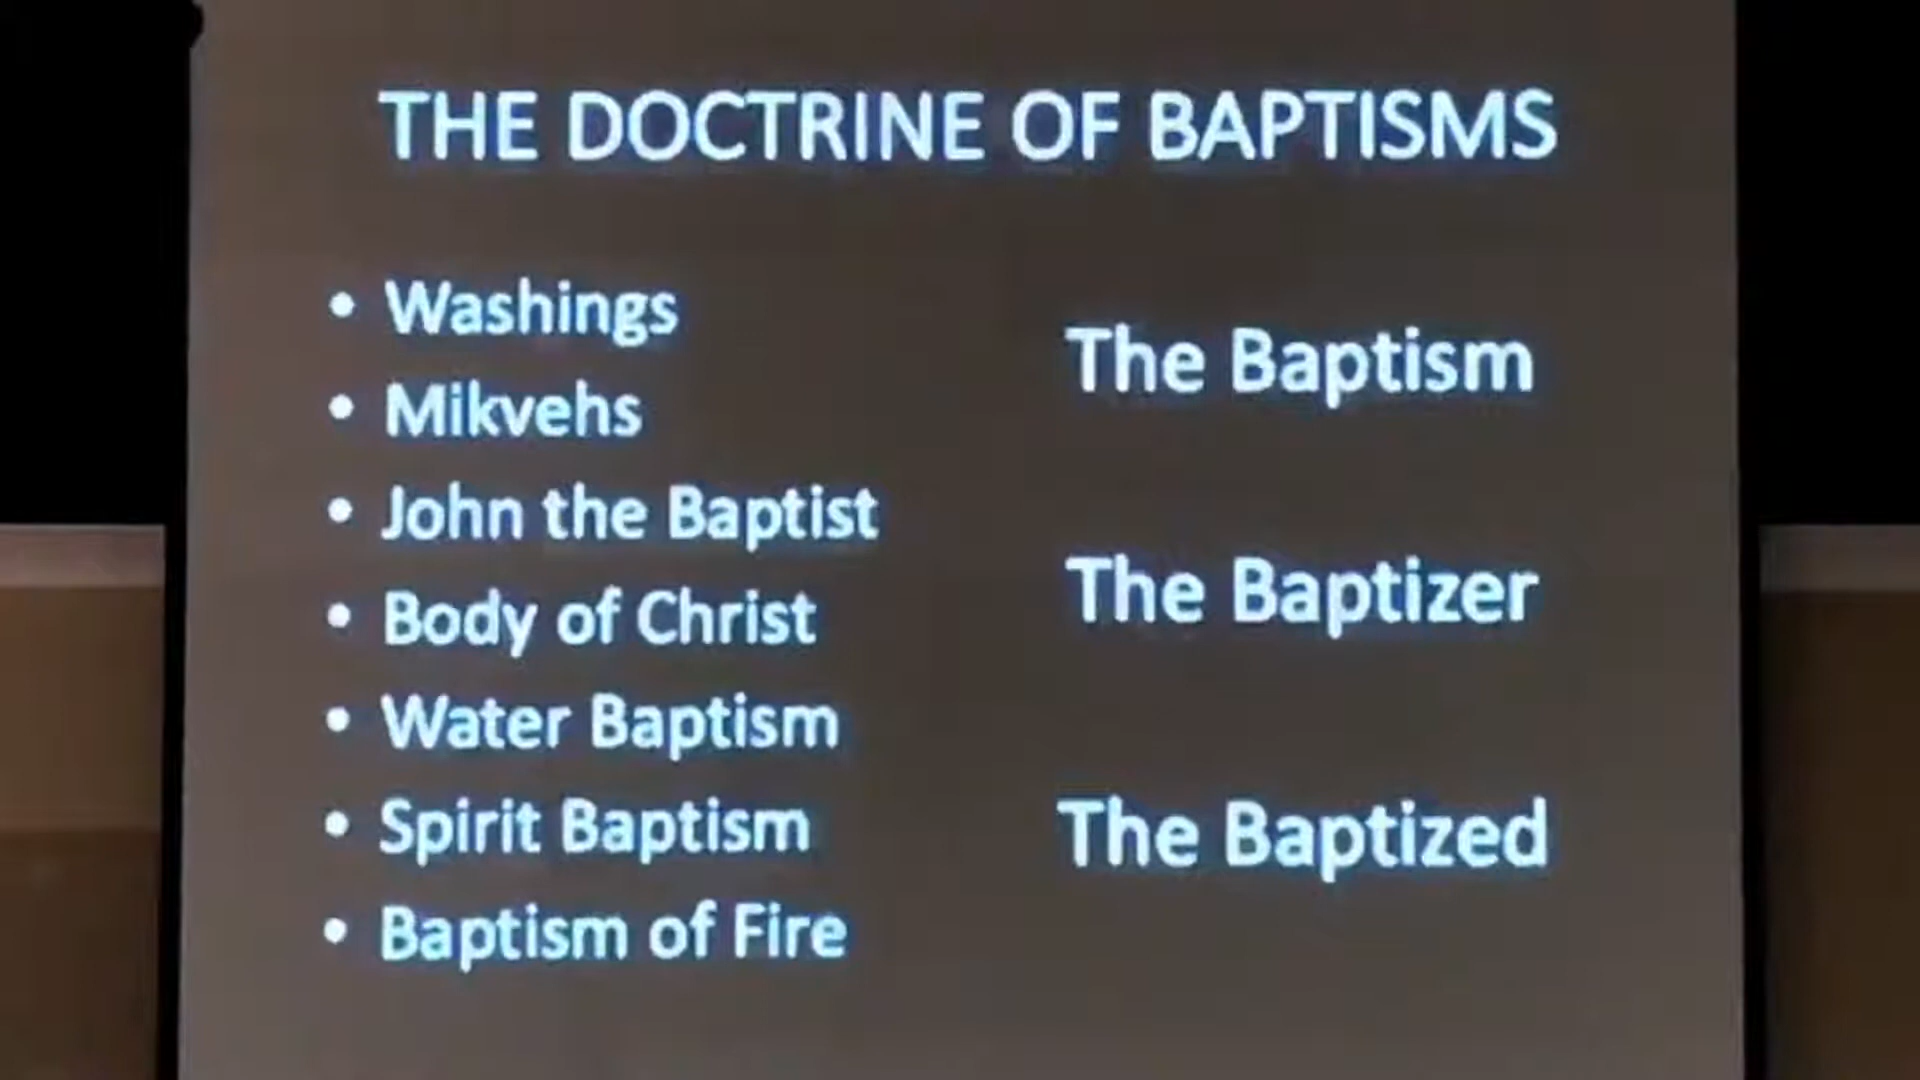 THE DOCTRINE OF BAPTISMS
• Washings
• Mikvehs
• John the Baptist
• Body of Christ
• Water Baptism
• Spirit Baptism
• Baptism of Fire
The Baptism
The Baptizer
The Baptized